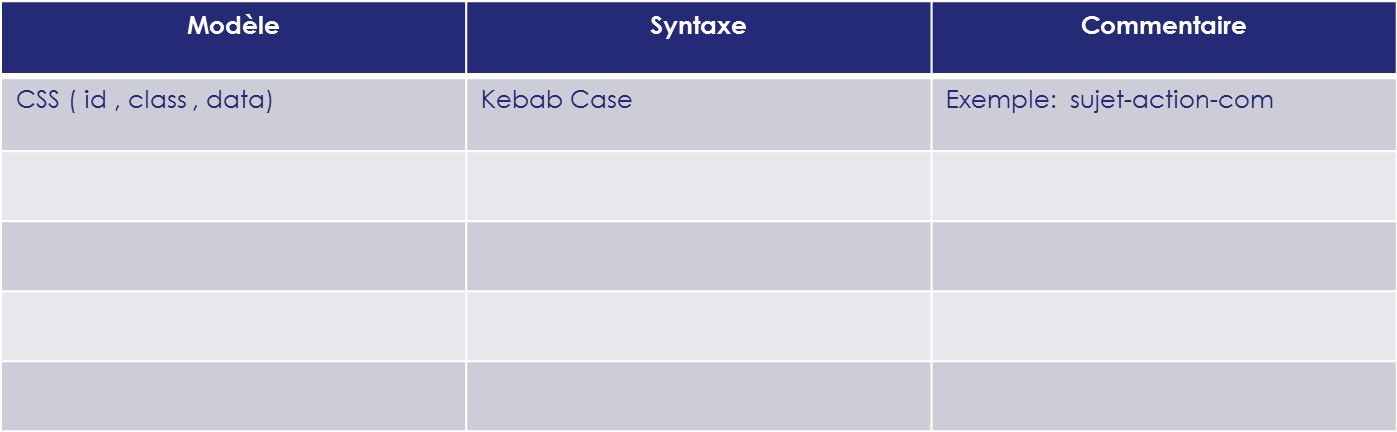 Modèle Syntaxe Commentaire
CSS ( id , class , data) Kebab Case Exemple: sujet-action-com